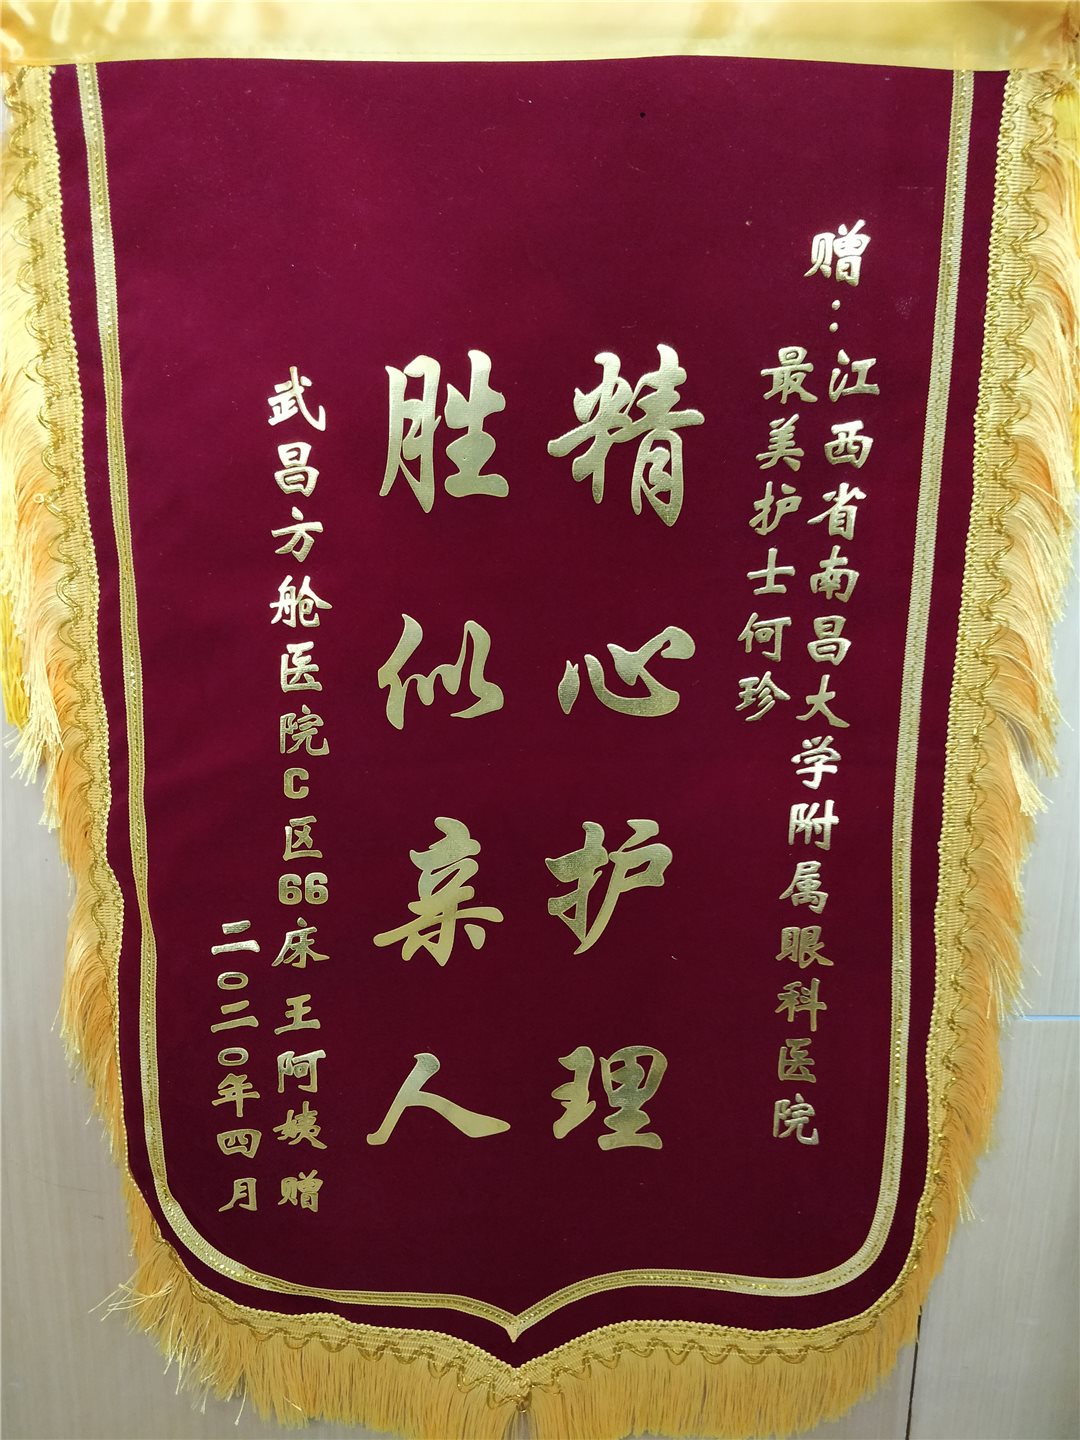 赠：江西省南昌大学附属眼科医院
最美护士何珍
精心护理
胜似亲人
武昌方舱医院C区66床王阿姨赠
二〇二〇年四月